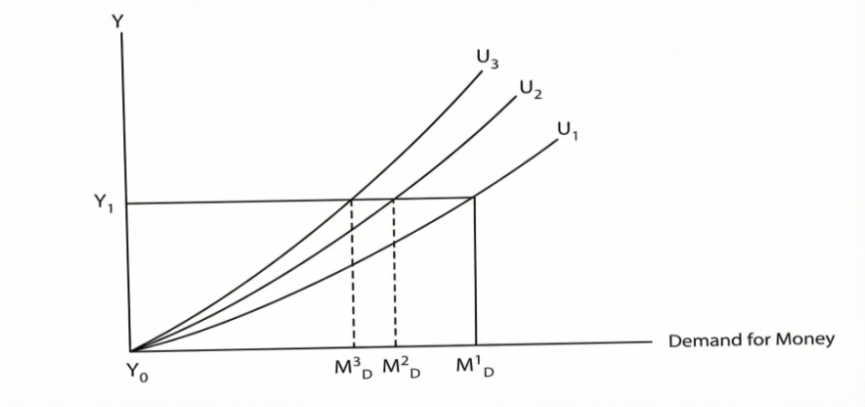 Y
U₃
U₂
U₁
Y₁
Demand for Money
Y₀
M³D M²D M¹D